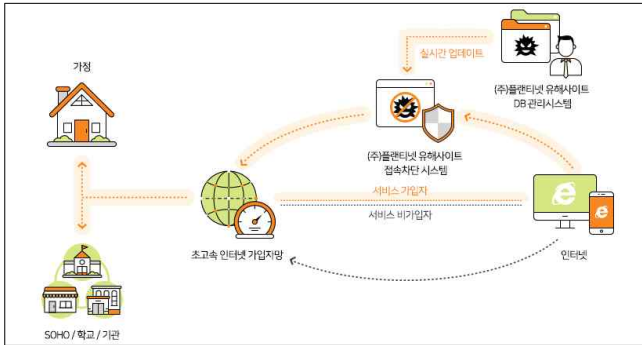 실시간 업데이트
(주)플랜티넷 유해사이트
DB 관리시스템
가정
(주)플랜티넷 유해사이트
접속차단 시스템
서비스 가입자
서비스 비가입자
초고속 인터넷 가입자망
인터넷
SOHO / 학교 / 기관